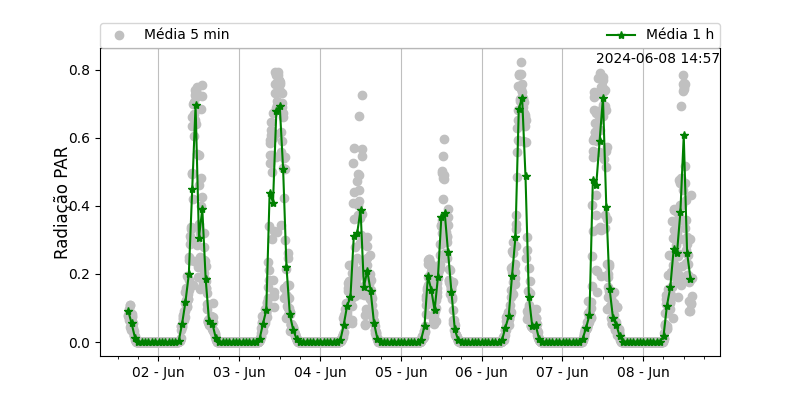 Média 5 min
Média 1 h
2024-06-08 14:57
Radiação PAR
0.8
0.6
0.4
0.2
0.0
02 - Jun
03 - Jun
04 - Jun
05 - Jun
06 - Jun
07 - Jun
08 - Jun